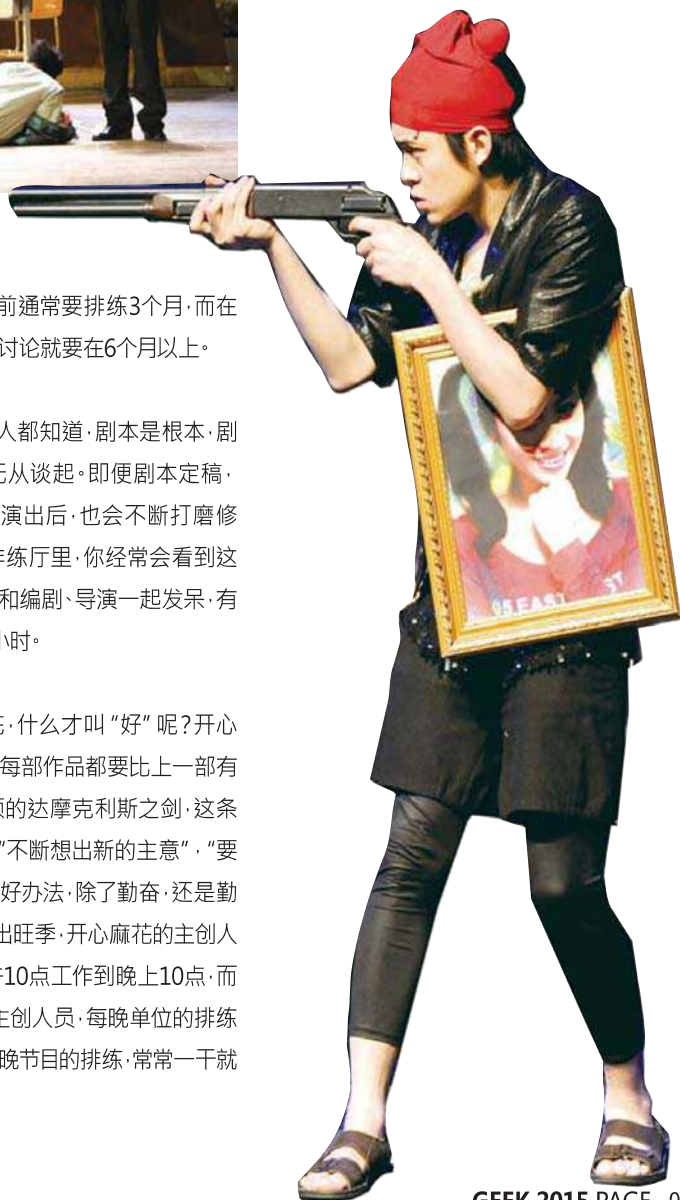 前通常要排练3个月，而在
讨论就要在6个月以上。
人都知道，剧本是根本，剧
无从谈起。即便剧本定稿，
演出后，也会不断打磨修
排练厅里，你经常会看到这
和编剧、导演一起发呆，有
小时。
，什么才叫“好”呢？开心
每部作品都要比上一部有
顶的达摩克利斯之剑，这条
“不断想出新的主意”，“要
好办法，除了勤奋，还是勤
出旺季，开心麻花的主创人
午10点工作到晚上10点，而
主创人员，每晚单位的排练
晚节目的排练，常常一干就
05 EAST ST
GEEK 2015 PAGE 0